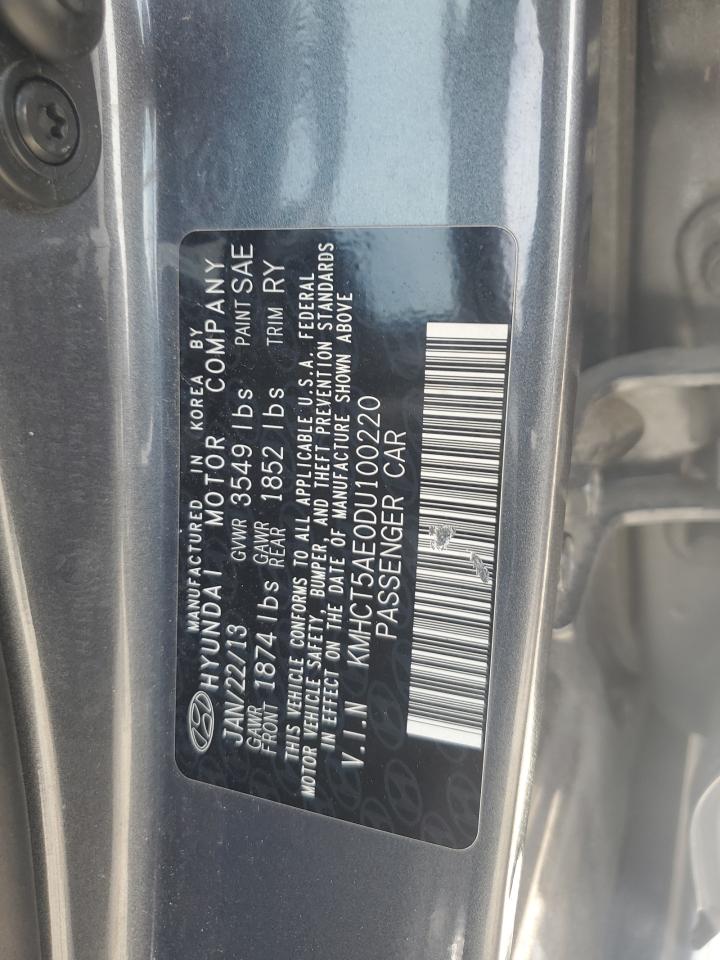 MANUFACTURED IN KOREA BY
HYUNDAI MOTOR COMPANY
JAN/22/13 GVWR 3549 lbs PAINT SAE
GAWR FRONT 1874 lbs GAWR REAR 1852 lbs TRIM RY
THIS VEHICLE CONFORMS TO ALL APPLICABLE U.S.A. FEDERAL
MOTOR VEHICLE SAFETY, BUMPER, AND THEFT PREVENTION STANDARDS
IN EFFECT ON THE DATE OF MANUFACTURE SHOWN ABOVE
V.I.N KMHCT5AE0DU100220
PASSENGER CAR